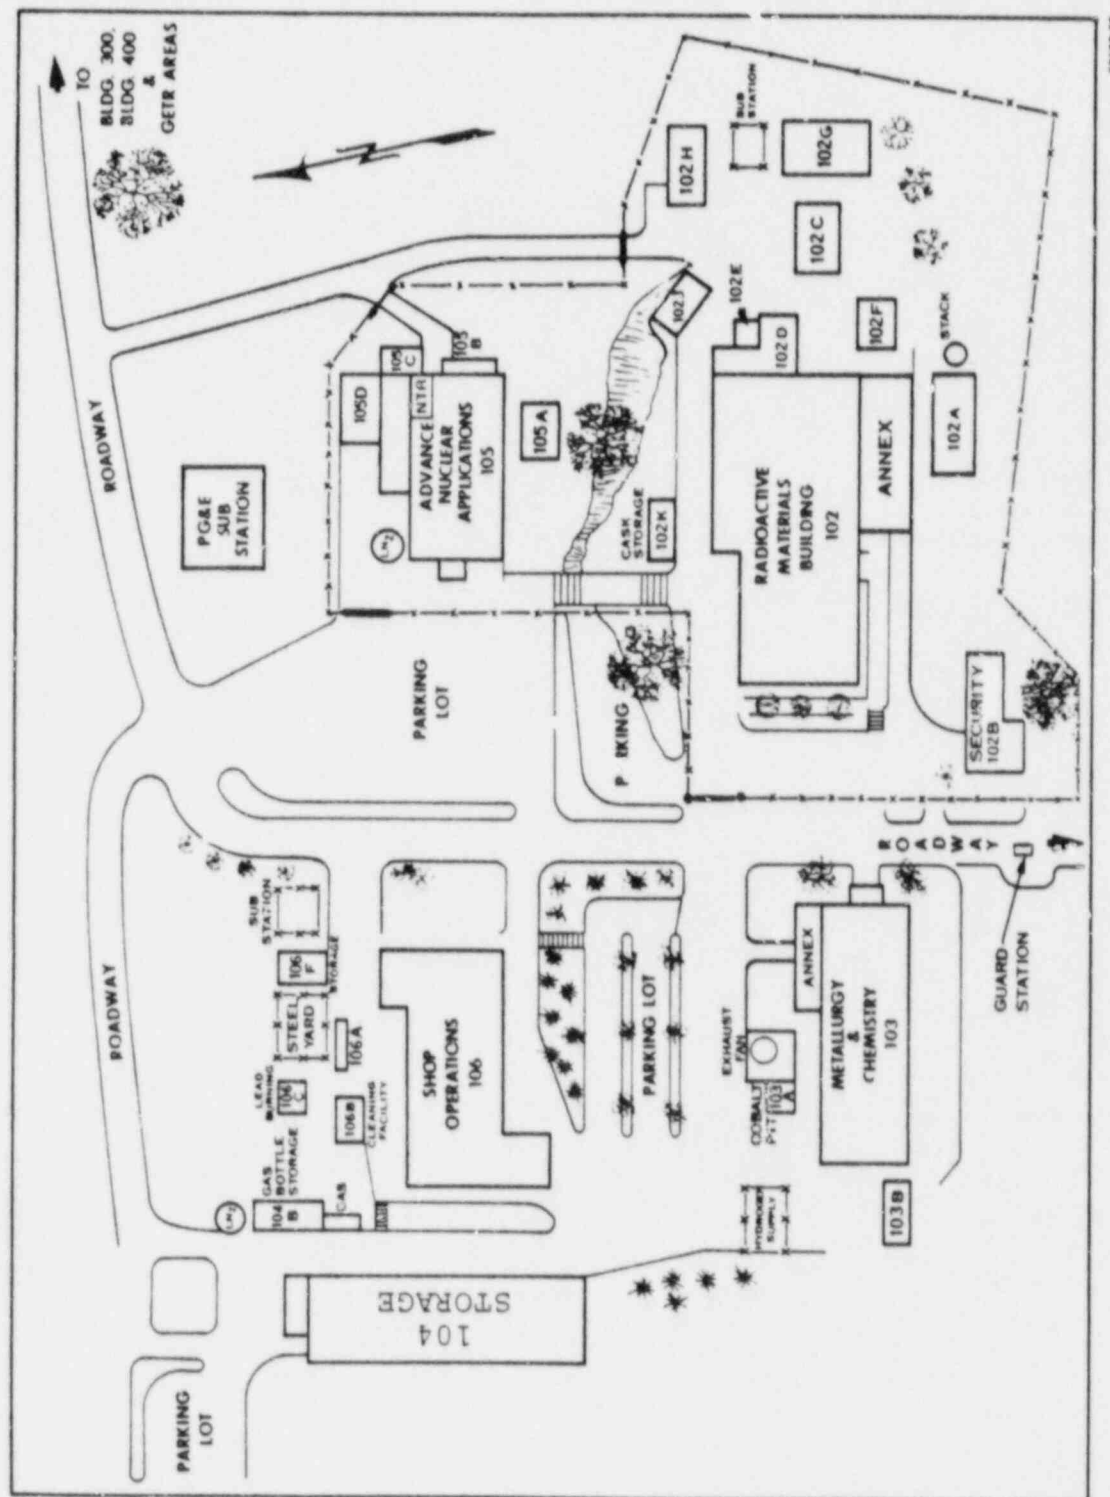 TO
BLDG. 300,
BLDG. 400
&
GETR AREAS
ROADWAY
PG&E
SUB
STATION
105D
105
C
NTR
105
B
ADVANCE
NUCLEAR
APPLICATIONS
105
LN2
105A
102 H
SUB
STATION
102G
102 C
102J
102E
102D
102F
STACK
102A
CASK
STORAGE
102K
RADIOACTIVE
MATERIALS
BUILDING
102
ANNEX
PARKING
LOT
P RKING
SECURITY
102B
ROADWAY
GUARD
STATION
ROADWAY
SUB
STATION
106
F
STORAGE
STEEL
YARD
106A
LEAD
BURNING
106
C
106B
CLEANING
FACILITY
GAS
BOTTLE
STORAGE
104
B
LN2
CAB
SHOP
OPERATIONS
106
PARKING LOT
EXHAUST
FAN
COBALT
PIT
103
A
ANNEX
METALLURGY
&
CHEMISTRY
103
HYDROGEN
SUPPLY
103B
104
STORAGE
PARKING
LOT